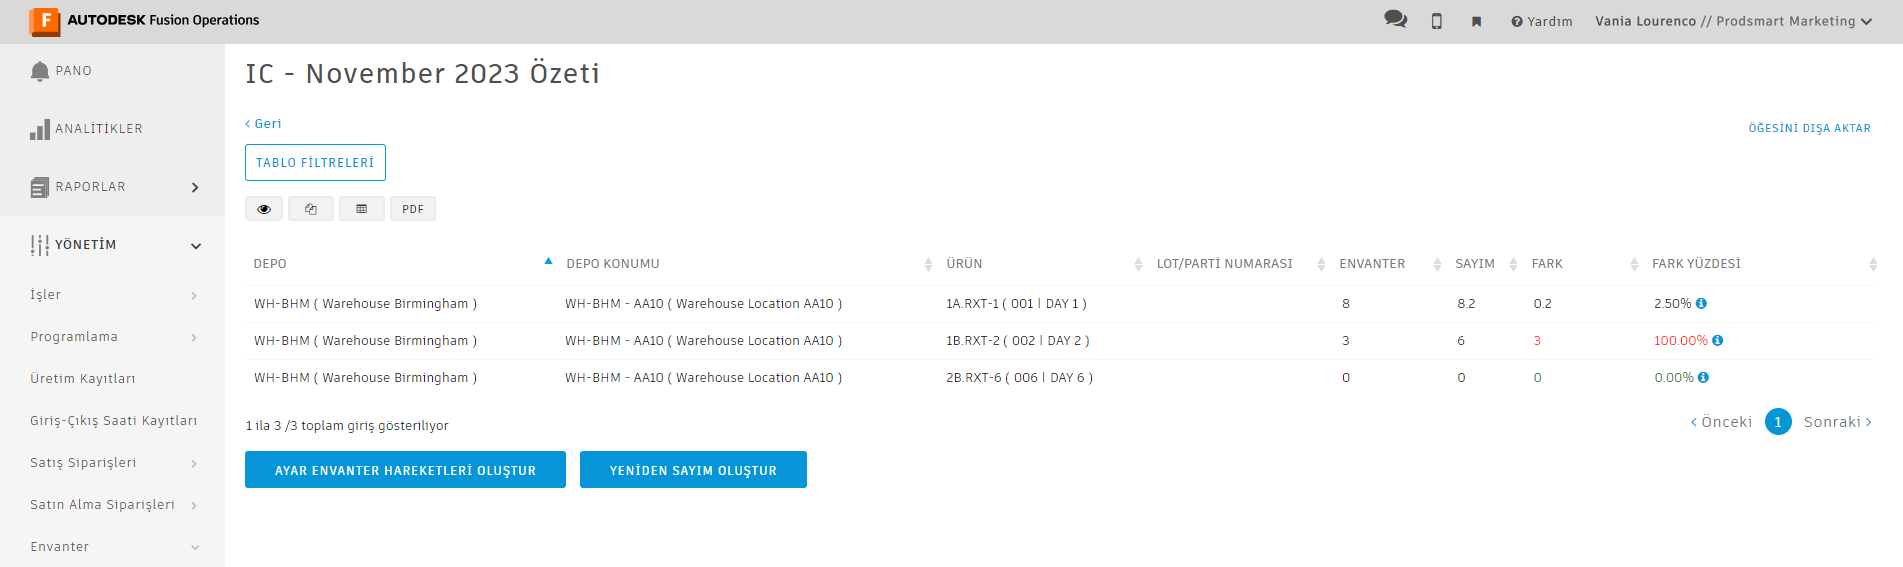 AUTODESK Fusion Operations
Yardım
Vania Lourenco // Prodsmart Marketing
PANO
ANALİTİKLER
RAPORLAR
YÖNETİM
İşler
Programlama
Üretim Kayıtları
Giriş-Çıkış Saati Kayıtları
Satış Siparişleri
Satın Alma Siparişleri
Envanter
IC - November 2023 Özeti
‹ Geri
ÖĞESİNİ DIŞA AKTAR
TABLO FİLTRELERİ
PDF
DEPO DEPO KONUMU ÜRÜN LOT/PARTİ NUMARASI ENVANTER SAYIM FARK FARK YÜZDESİ
WH-BHM ( Warehouse Birmingham ) WH-BHM - AA10 ( Warehouse Location AA10 ) 1A.RXT-1 ( 001 | DAY 1 ) 8 8.2 0.2 2.50%
WH-BHM ( Warehouse Birmingham ) WH-BHM - AA10 ( Warehouse Location AA10 ) 1B.RXT-2 ( 002 | DAY 2 ) 3 6 3 100.00%
WH-BHM ( Warehouse Birmingham ) WH-BHM - AA10 ( Warehouse Location AA10 ) 2B.RXT-6 ( 006 | DAY 6 ) 0 0 0 0.00%
1 ila 3 /3 toplam giriş gösteriliyor
‹ Önceki 1 Sonraki ›
AYAR ENVANTER HAREKETLERİ OLUŞTUR
YENİDEN SAYIM OLUŞTUR